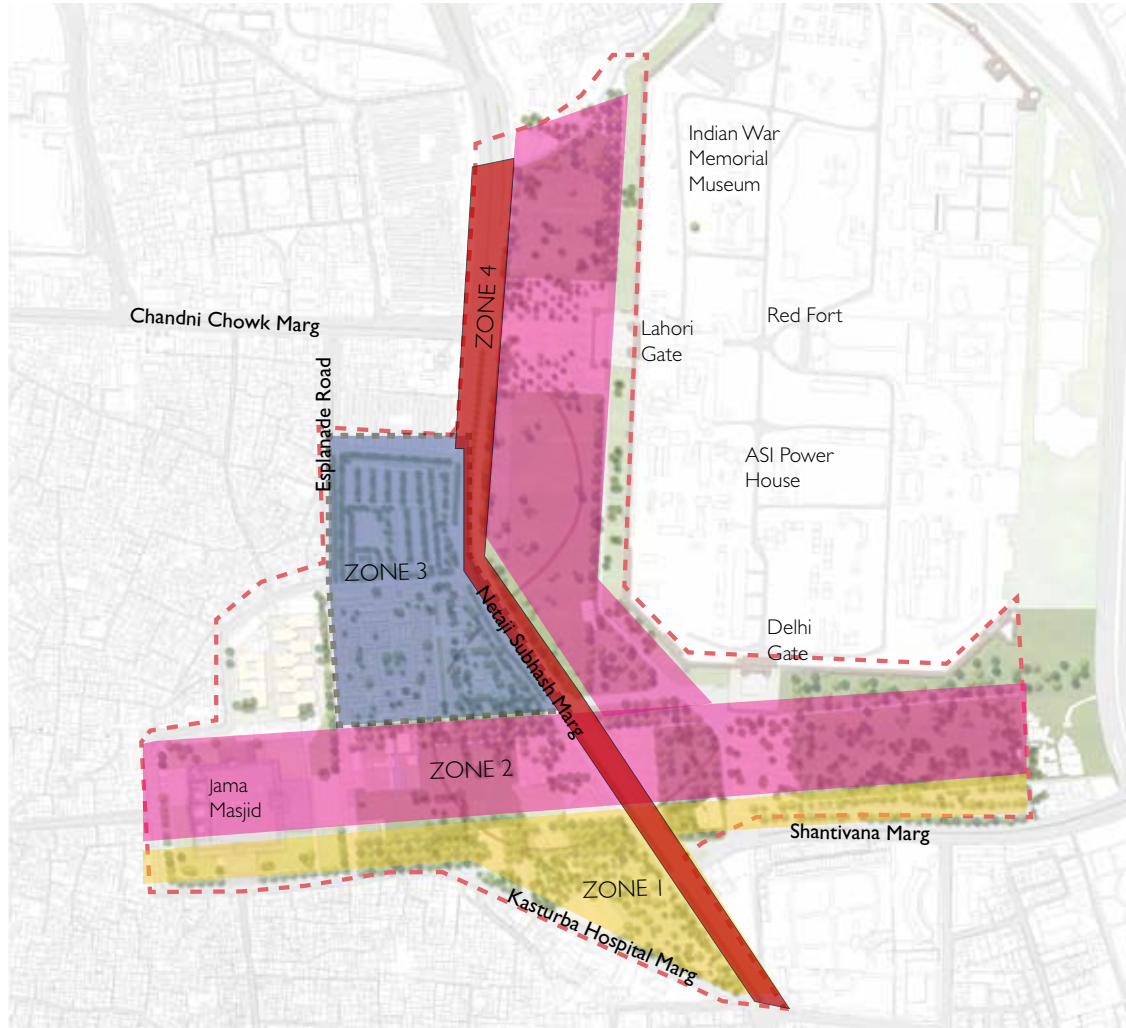 Indian War
Memorial
Museum
ZONE 4
Chandni Chowk Marg
Lahori
Gate
Red Fort
Esplanade Road
ASI Power
House
ZONE 3
Netaji Subhash Marg
Delhi
Gate
ZONE 2
Jama
Masjid
Shantivana Marg
ZONE 1
Kasturba Hospital Marg